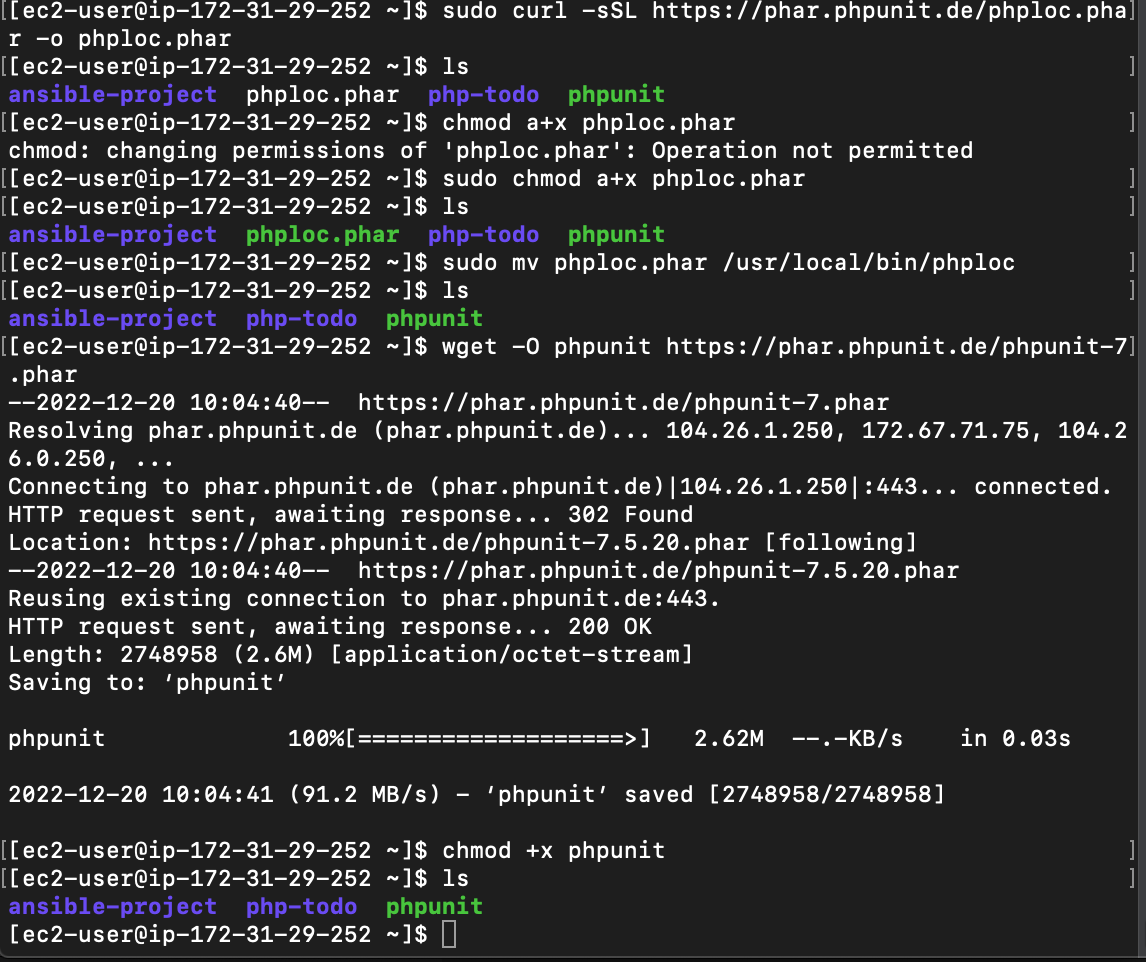 [[ec2-user@ip-172-31-29-252 ~]$ sudo curl -sSL https://phar.phpunit.de/phploc.pha]
r -o phploc.phar
[[ec2-user@ip-172-31-29-252 ~]$ ls ]
ansible-project  phploc.phar  php-todo  phpunit
[[ec2-user@ip-172-31-29-252 ~]$ chmod a+x phploc.phar ]
chmod: changing permissions of 'phploc.phar': Operation not permitted
[[ec2-user@ip-172-31-29-252 ~]$ sudo chmod a+x phploc.phar ]
[[ec2-user@ip-172-31-29-252 ~]$ ls ]
ansible-project  phploc.phar  php-todo  phpunit
[[ec2-user@ip-172-31-29-252 ~]$ sudo mv phploc.phar /usr/local/bin/phploc ]
[[ec2-user@ip-172-31-29-252 ~]$ ls ]
ansible-project  php-todo  phpunit
[[ec2-user@ip-172-31-29-252 ~]$ wget -O phpunit https://phar.phpunit.de/phpunit-7]
.phar
--2022-12-20 10:04:40--  https://phar.phpunit.de/phpunit-7.phar
Resolving phar.phpunit.de (phar.phpunit.de)... 104.26.1.250, 172.67.71.75, 104.2
6.0.250, ...
Connecting to phar.phpunit.de (phar.phpunit.de)|104.26.1.250|:443... connected.
HTTP request sent, awaiting response... 302 Found
Location: https://phar.phpunit.de/phpunit-7.5.20.phar [following]
--2022-12-20 10:04:40--  https://phar.phpunit.de/phpunit-7.5.20.phar
Reusing existing connection to phar.phpunit.de:443.
HTTP request sent, awaiting response... 200 OK
Length: 2748958 (2.6M) [application/octet-stream]
Saving to: ‘phpunit’
phpunit             100%[===================>]   2.62M  --.-KB/s    in 0.03s
2022-12-20 10:04:41 (91.2 MB/s) - ‘phpunit’ saved [2748958/2748958]
[[ec2-user@ip-172-31-29-252 ~]$ chmod +x phpunit ]
[[ec2-user@ip-172-31-29-252 ~]$ ls ]
ansible-project  php-todo  phpunit
[ec2-user@ip-172-31-29-252 ~]$